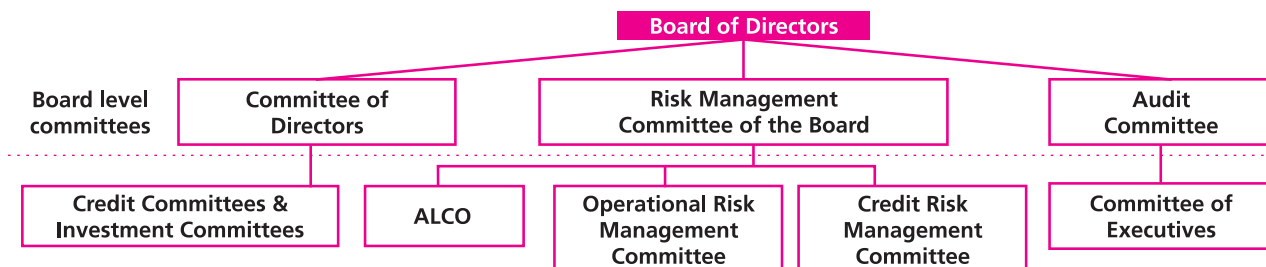 Board of Directors
Board level
committees
Committee of
Directors
Risk Management
Committee of the Board
Audit
Committee
Credit Committees &
Investment Committees
ALCO
Operational Risk
Management
Committee
Credit Risk
Management
Committee
Committee of
Executives